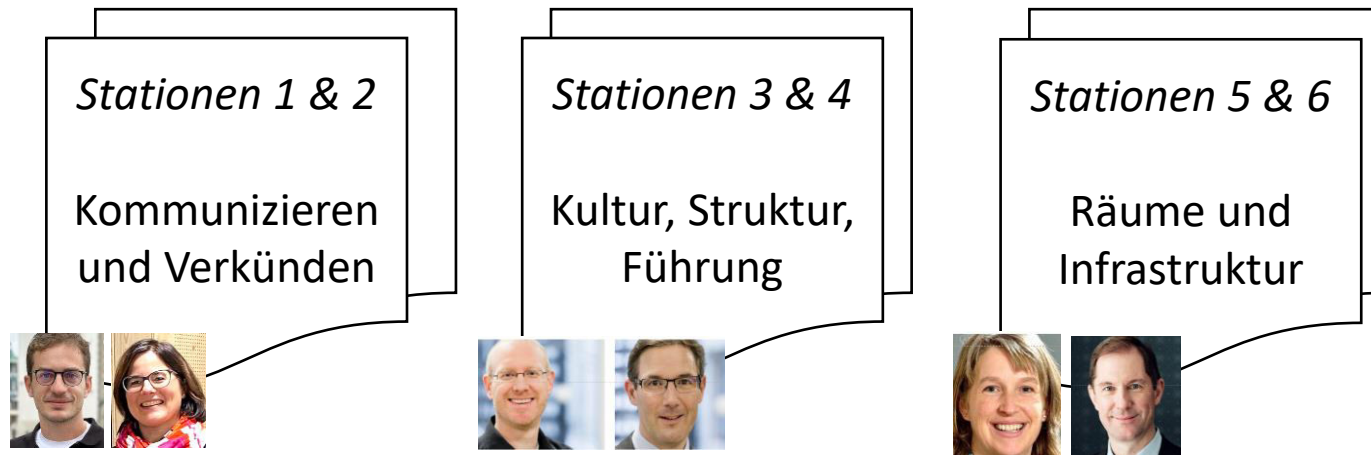 Stationen 1 & 2
Kommunizieren
und Verkünden
Stationen 3 & 4
Kultur, Struktur,
Führung
Stationen 5 & 6
Räume und
Infrastruktur